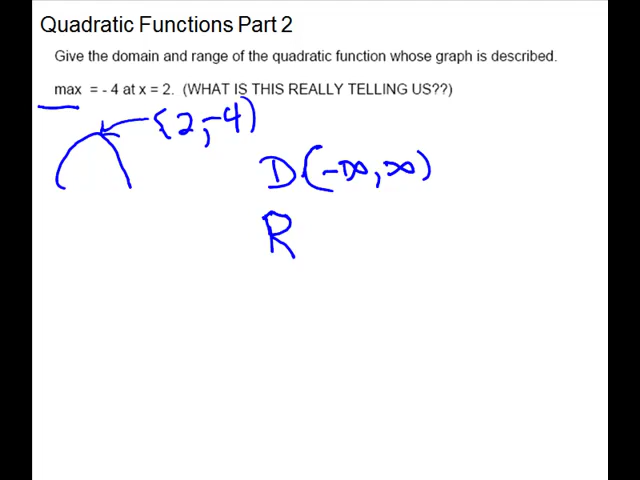 Quadratic Functions Part 2
Give the domain and range of the quadratic function whose graph is described.
max = - 4 at x = 2. (WHAT IS THIS REALLY TELLING US??)
(2,-4)
D (-∞, ∞)
R